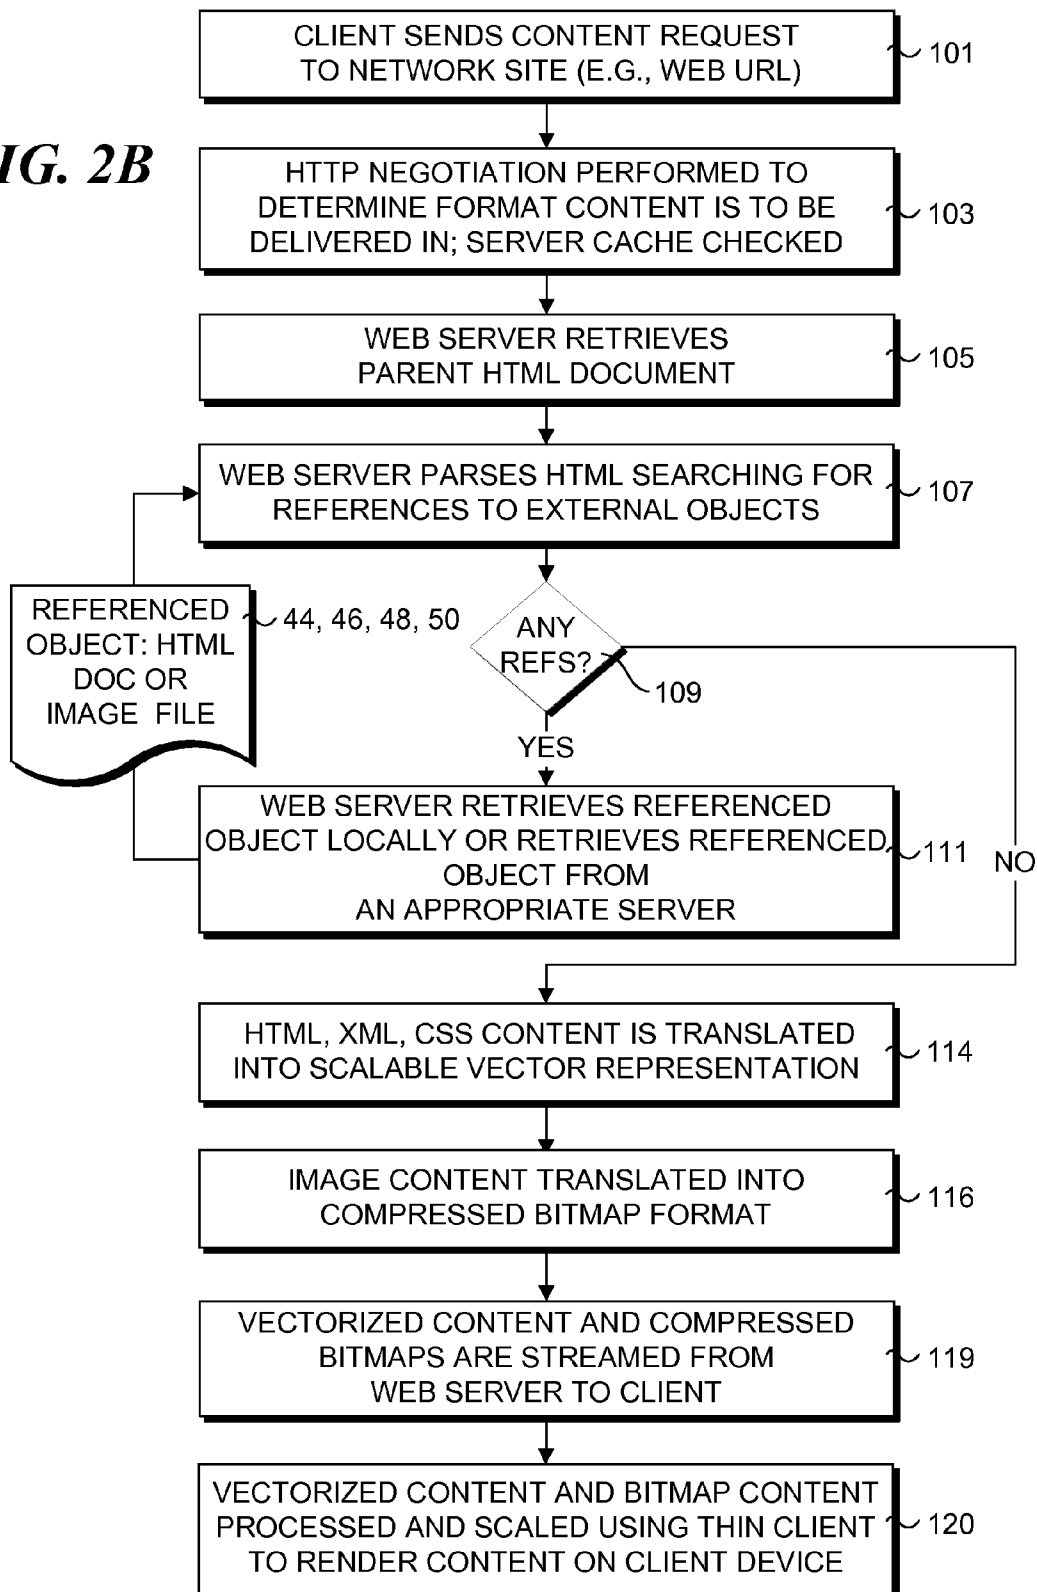 CLIENT SENDS CONTENT REQUEST
TO NETWORK SITE (E.G., WEB URL)
101
IG. 2B
HTTP NEGOTIATION PERFORMED TO
DETERMINE FORMAT CONTENT IS TO BE
DELIVERED IN; SERVER CACHE CHECKED
103
WEB SERVER RETRIEVES
PARENT HTML DOCUMENT
105
WEB SERVER PARSES HTML SEARCHING FOR
REFERENCES TO EXTERNAL OBJECTS
107
REFERENCED
OBJECT: HTML
DOC OR
IMAGE FILE
44, 46, 48, 50
ANY
REFS?
109
YES
WEB SERVER RETRIEVES REFERENCED
OBJECT LOCALLY OR RETRIEVES REFERENCED
OBJECT FROM
AN APPROPRIATE SERVER
111
NO
HTML, XML, CSS CONTENT IS TRANSLATED
INTO SCALABLE VECTOR REPRESENTATION
114
IMAGE CONTENT TRANSLATED INTO
COMPRESSED BITMAP FORMAT
116
VECTORIZED CONTENT AND COMPRESSED
BITMAPS ARE STREAMED FROM
WEB SERVER TO CLIENT
119
VECTORIZED CONTENT AND BITMAP CONTENT
PROCESSED AND SCALED USING THIN CLIENT
TO RENDER CONTENT ON CLIENT DEVICE
120